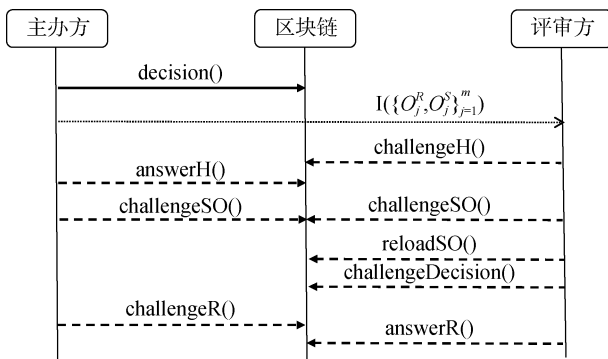 主办方 区块链 评审方
decision()
I({O_j^R,O_j^S}_{j=1}^m)
challengeH()
answerH()
challengeSO() challengeSO()
reloadSO()
challengeDecision()
challengeR()
answerR()